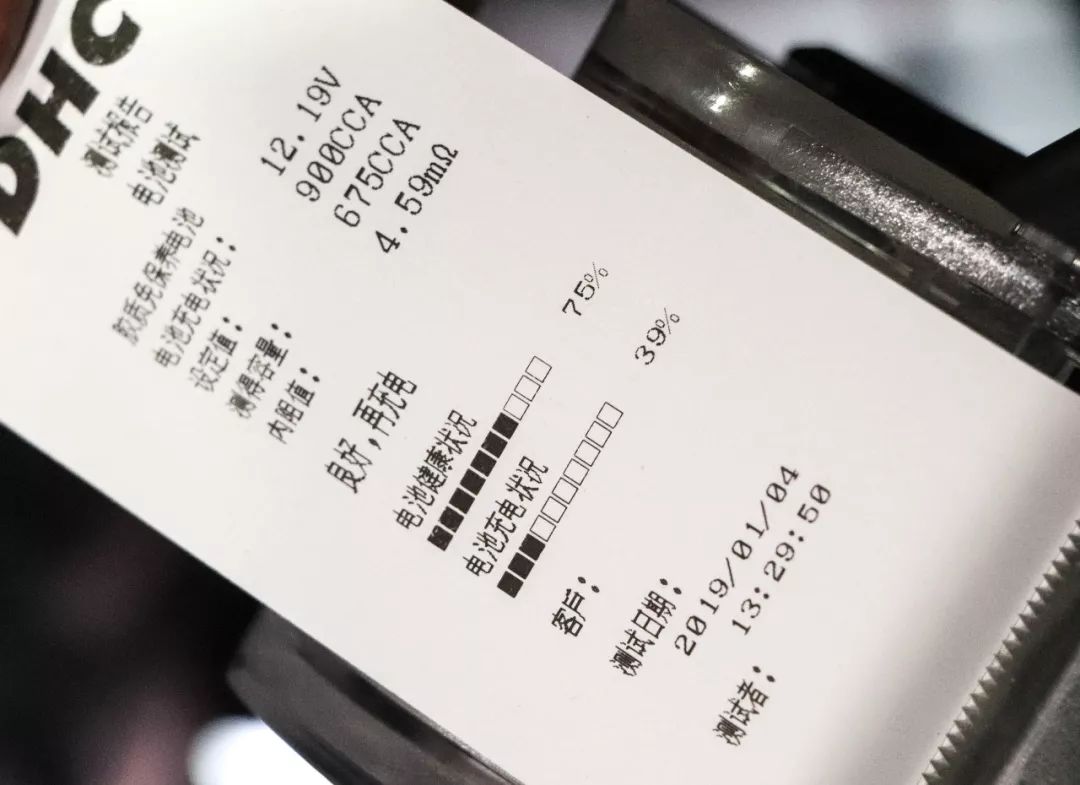 DHC
测试报告
电池测试
胶质免保养电池
电池充电状况： 12.19V
设定值： 900CCA
测得容量： 675CCA
内阻值： 4.59mΩ
良好，再充电
电池健康状况
75%
电池充电状况
39%
客戶：
测试日期：
2019/01/04
13:29:50
测试者：